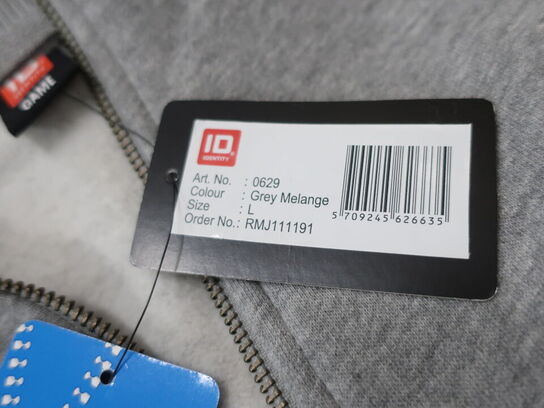 GAME
ID
IDENTITY
Art. No. : 0629
Colour : Grey Melange
Size : L
Order No.: RMJ111191
5 709245 626635